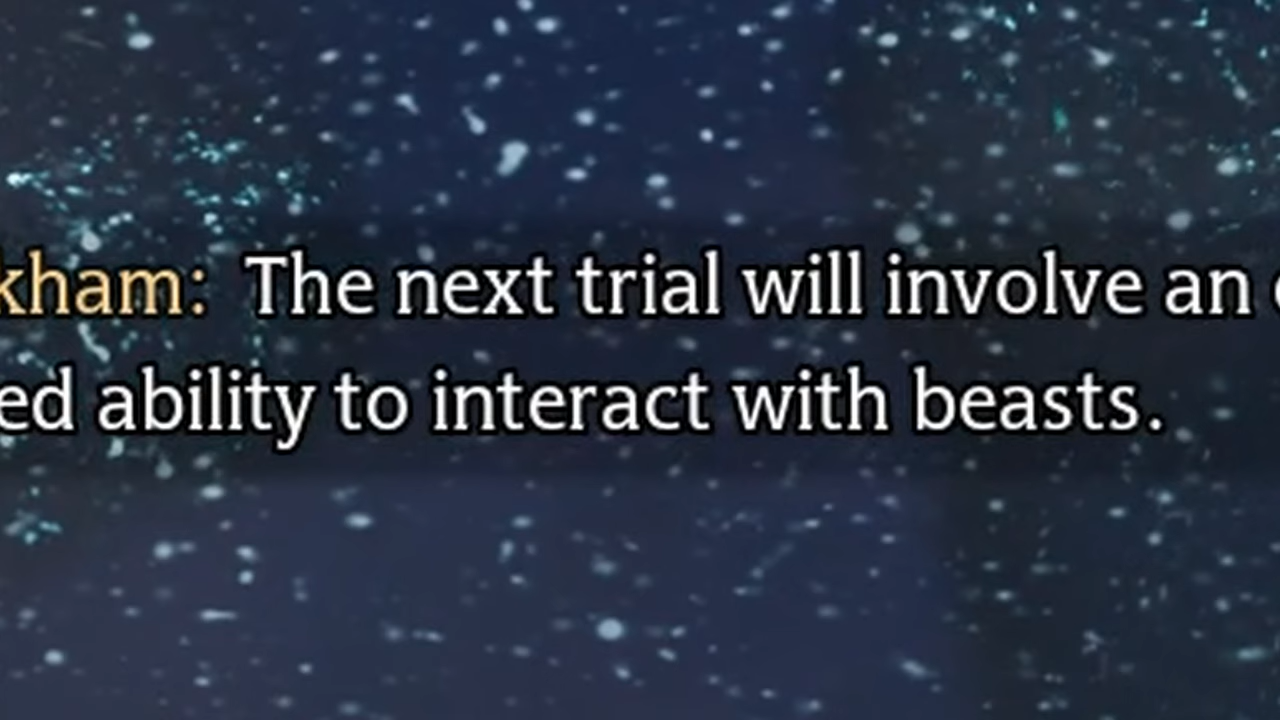 kham: The next trial will involve an
ed ability to interact with beasts.